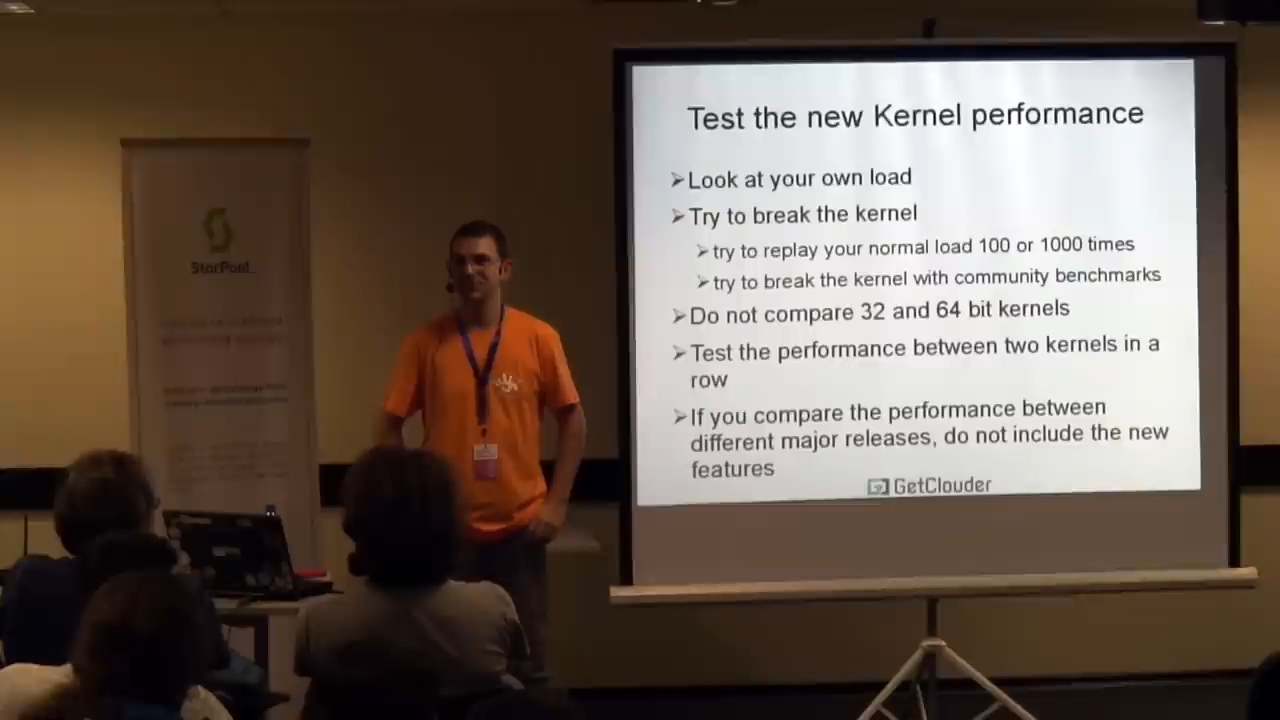 Test the new Kernel performance
➢Look at your own load
➢Try to break the kernel
➢try to replay your normal load 100 or 1000 times
➢try to break the kernel with community benchmarks
➢Do not compare 32 and 64 bit kernels
➢Test the performance between two kernels in a
row
➢If you compare the performance between
different major releases, do not include the new
features
GetClouder
StorPool